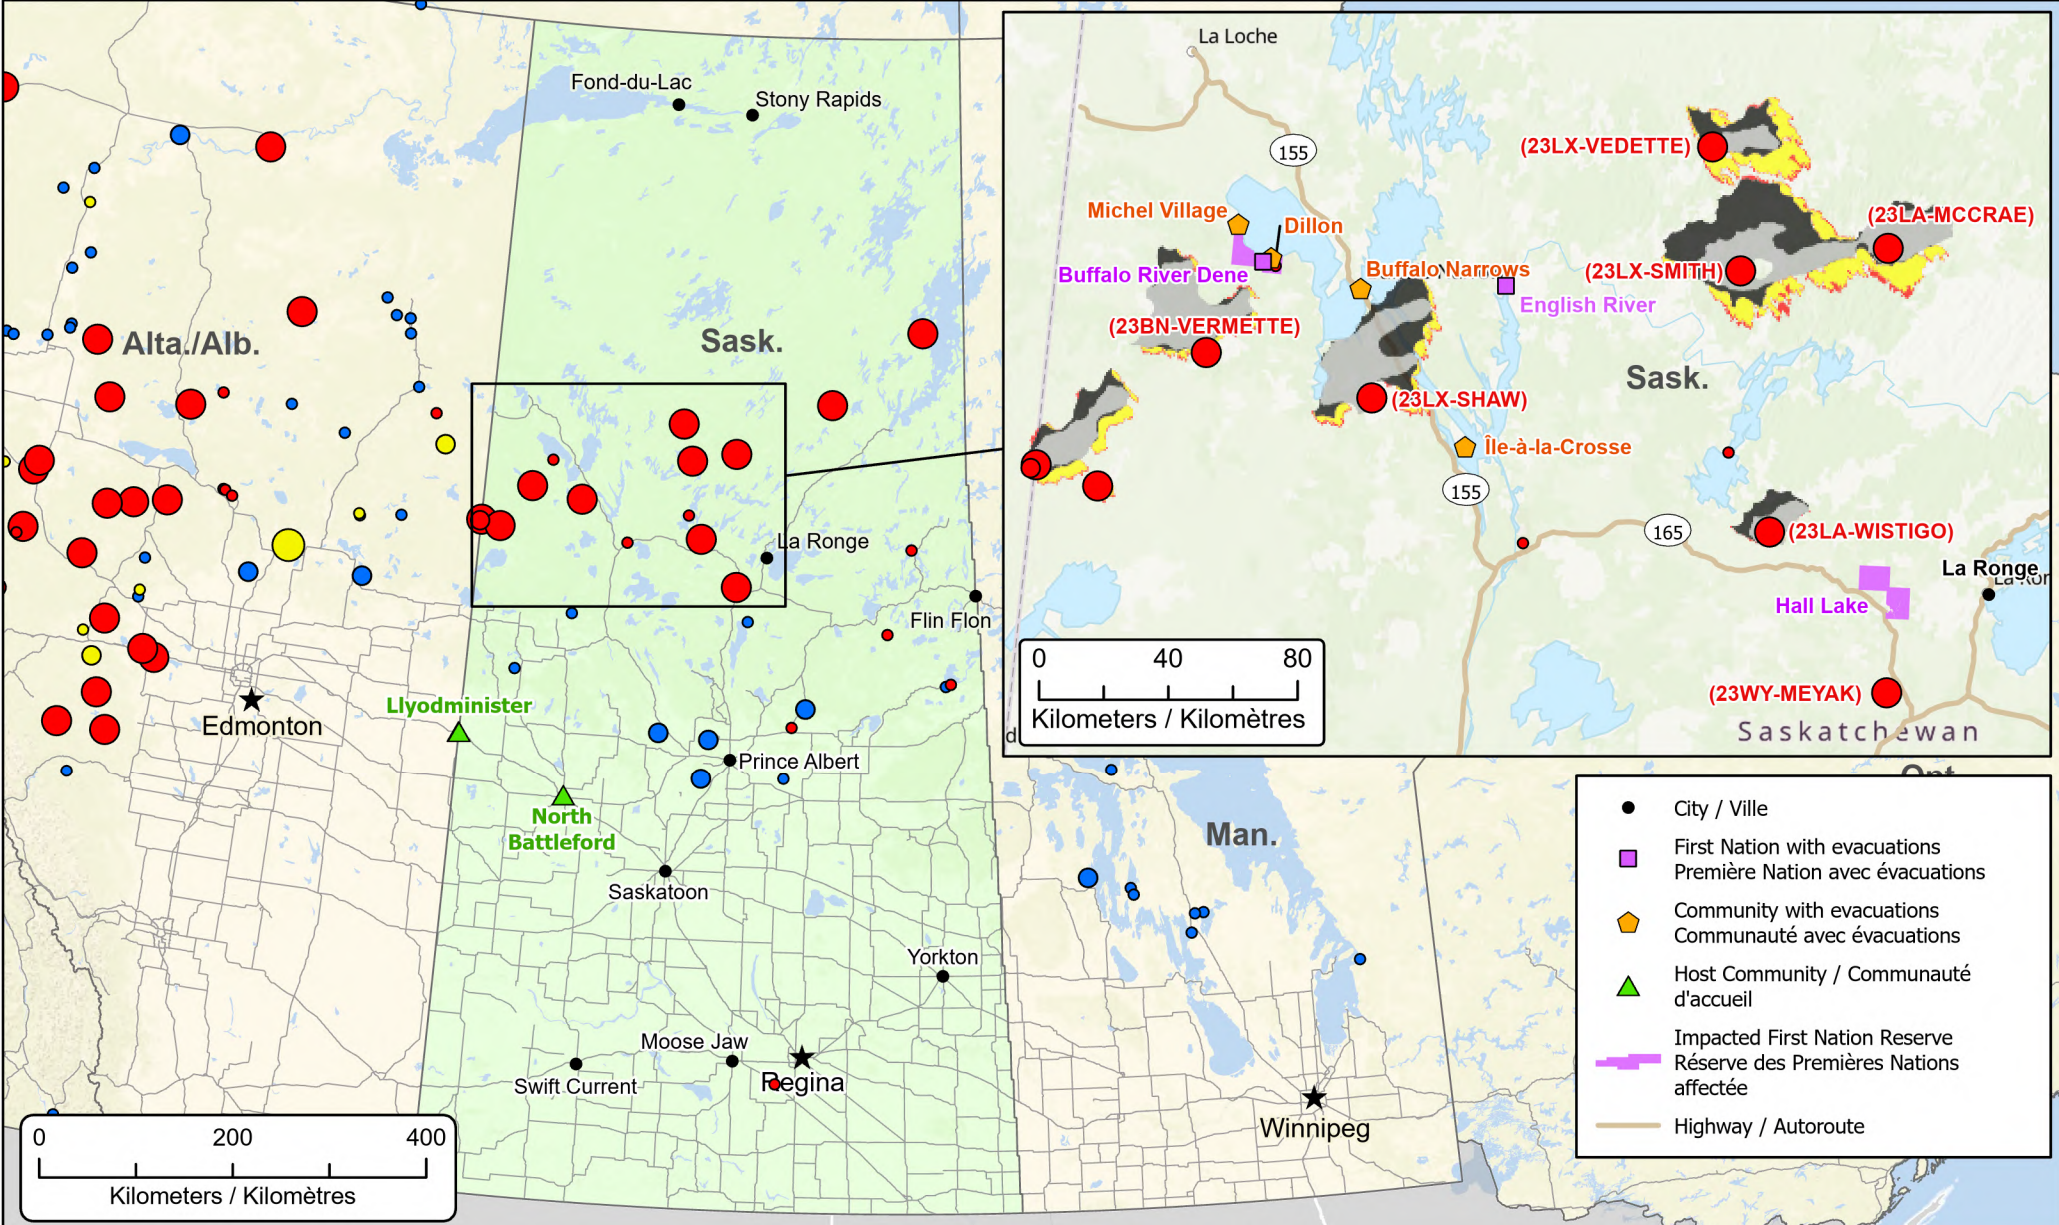 Fond-du-Lac
Stony Rapids
Alta./Alb.
Sask.
La Ronge
Flin Flon
Llyodminister
Edmonton
Prince Albert
North
Battleford
Saskatoon
Yorkton
Moose Jaw
Regina
Swift Current
Man.
Winnipeg
0 200 400
Kilometers / Kilomètres
La Loche
155
(23LX-VEDETTE)
Michel Village
Dillon
(23LA-MCCRAE)
Buffalo River Dene
Buffalo Narrows
(23LX-SMITH)
English River
(23BN-VERMETTE)
Sask.
(23LX-SHAW)
Île-à-la-Crosse
155
165
(23LA-WISTIGO)
La Ronge
Hall Lake
(23WY-MEYAK)
Saskatchewan
0 40 80
Kilometers / Kilomètres
City / Ville
First Nation with evacuations
Première Nation avec évacuations
Community with evacuations
Communauté avec évacuations
Host Community / Communauté
d'accueil
Impacted First Nation Reserve
Réserve des Premières Nations
affectée
Highway / Autoroute